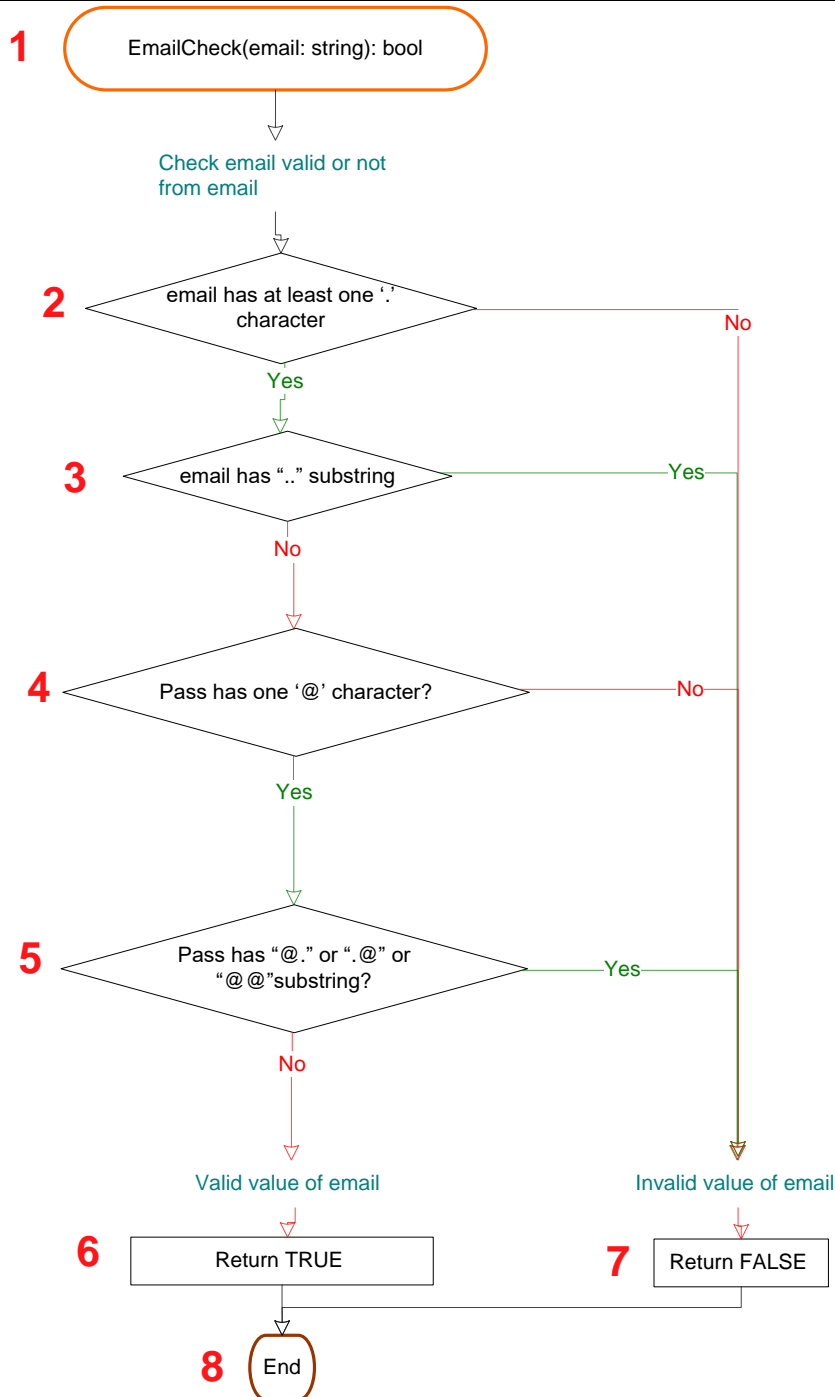 1
EmailCheck(email: string): bool
Check email valid or not
from email
2
email has at least one ‘.’
character
No
Yes
3
email has “..” substring
Yes
No
4
Pass has one ‘@’ character?
No
Yes
5
Pass has “@.” or “.@” or
“@@”substring?
Yes
No
Valid value of email
Invalid value of email
6
Return TRUE
7
Return FALSE
8
End